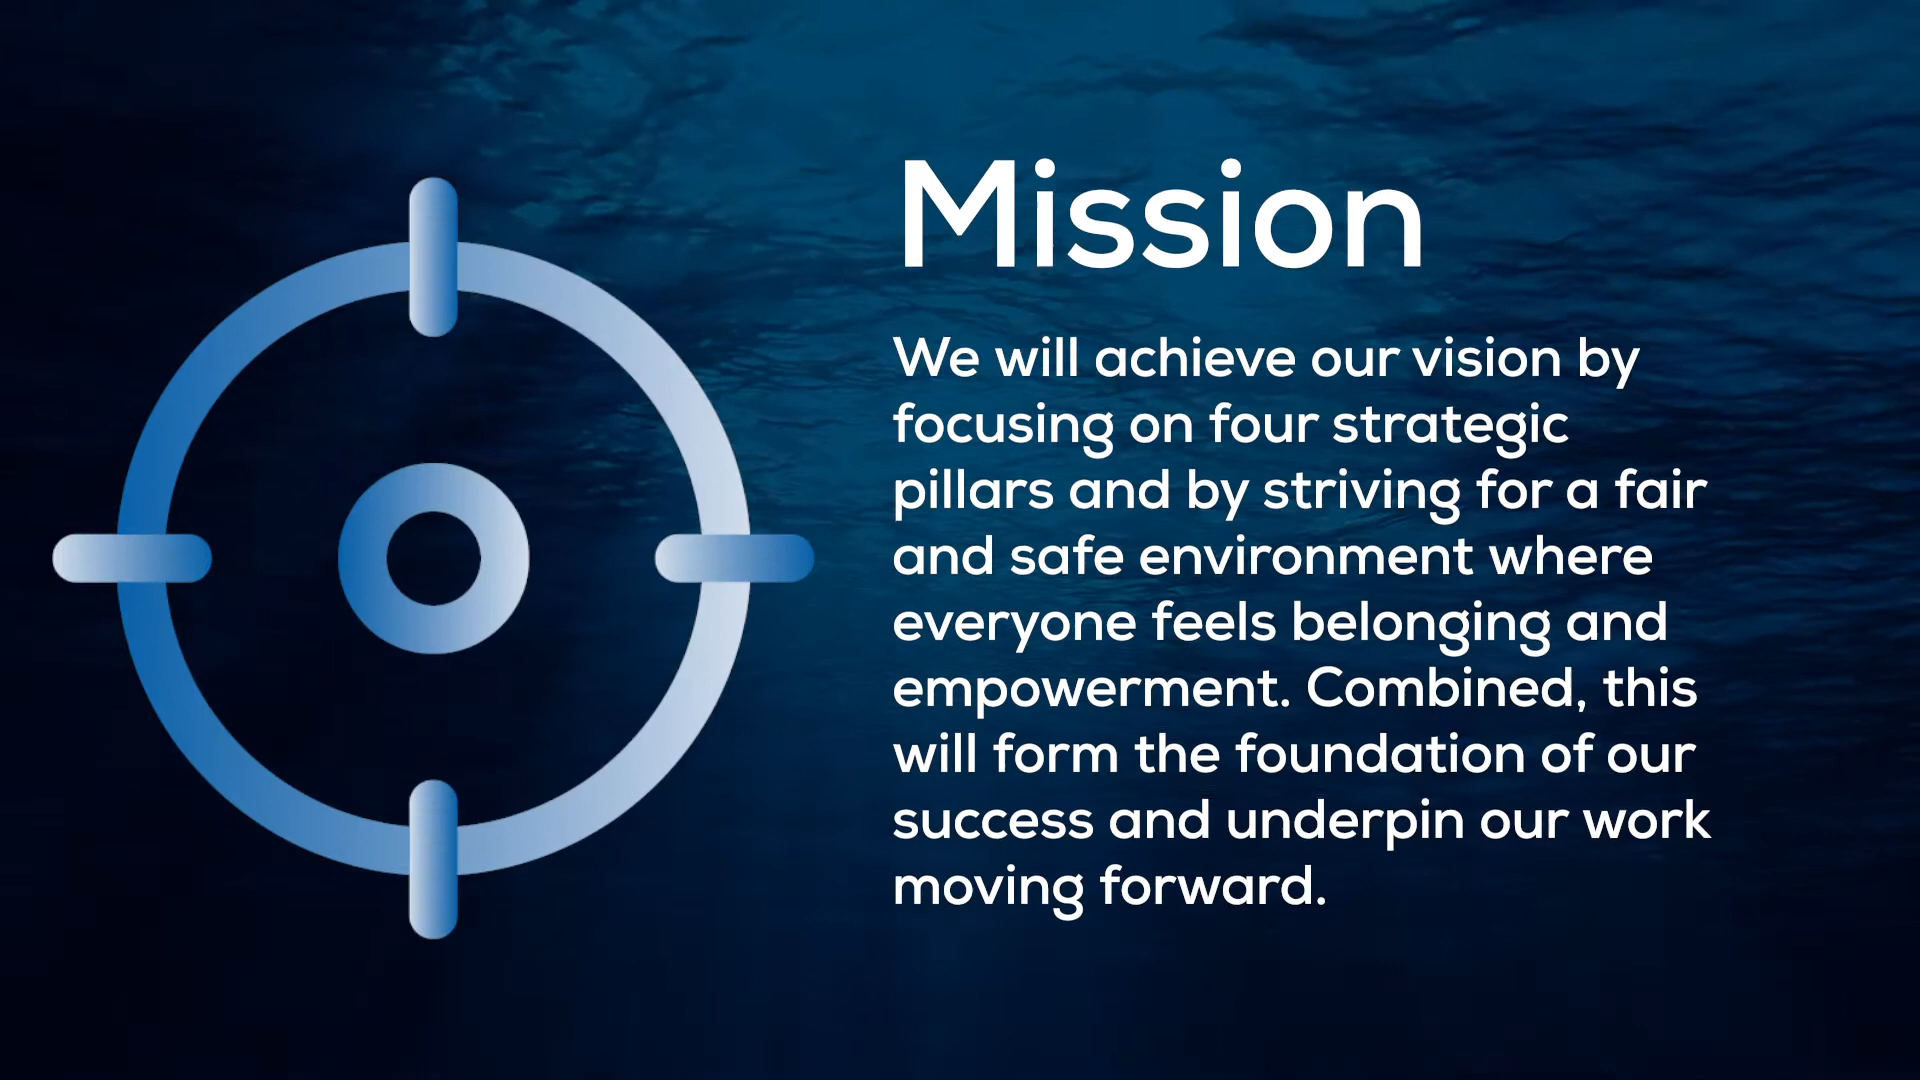 Mission
We will achieve our vision by
focusing on four strategic
pillars and by striving for a fair
and safe environment where
everyone feels belonging and
empowerment. Combined, this
will form the foundation of our
success and underpin our work
moving forward.